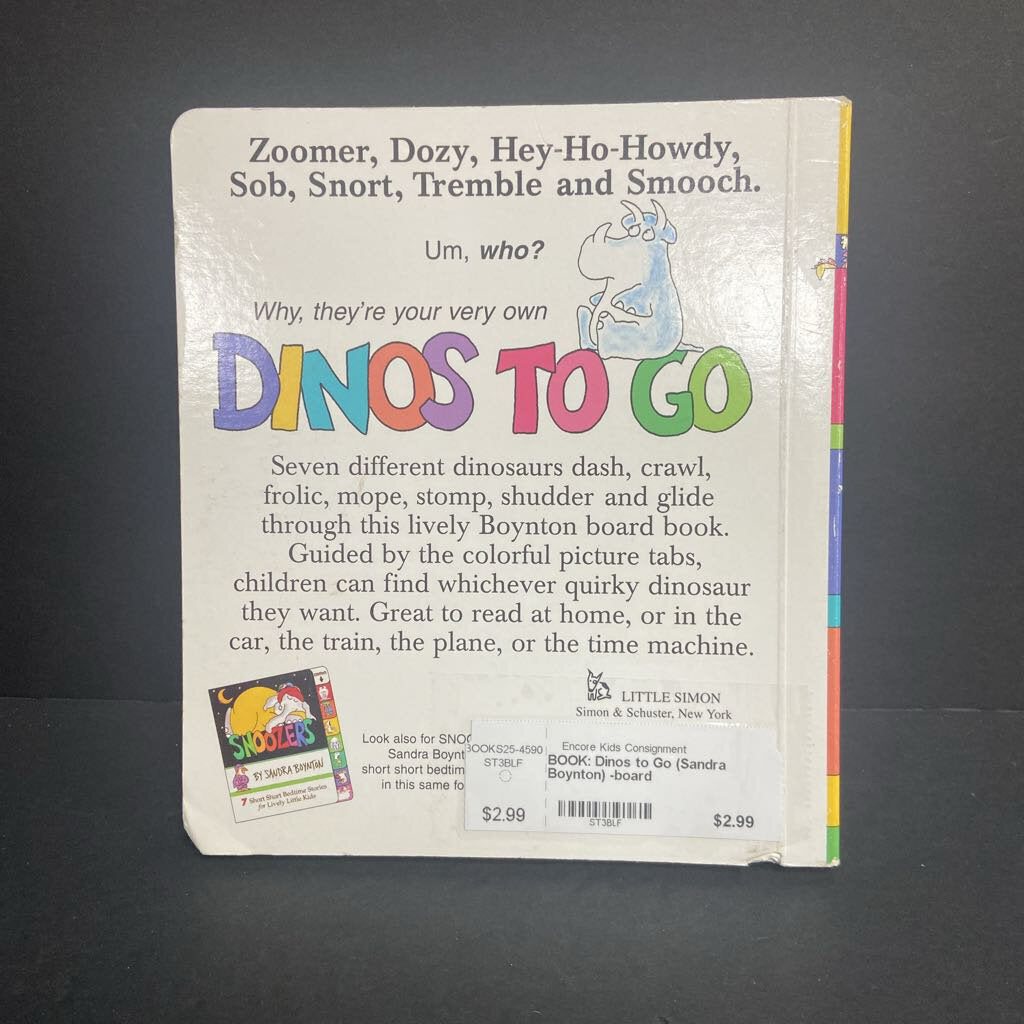 Zoomer, Dozy, Hey-Ho-Howdy,
Sob, Snort, Tremble and Smooch.
Um, who?
Why, they're your very own
DINOS TO GO
Seven different dinosaurs dash, crawl,
frolic, mope, stomp, shudder and glide
through this lively Boynton board book.
Guided by the colorful picture tabs,
children can find whichever quirky dinosaur
they want. Great to read at home, or in the
car, the train, the plane, or the time machine.
SNOOZERS
BY SANDRA BOYNTON
7 Short Short Bedtime Stories
for Lively Little Kids
Look also for
Sandra
short short
in this same
LITTLE SIMON
Simon & Schuster, New York
BOOKS25-4590
ST3BLF
$2.99
Encore Kids Consignment
BOOK: Dinos to Go (Sandra
Boynton) -board
ST3BLF
$2.99